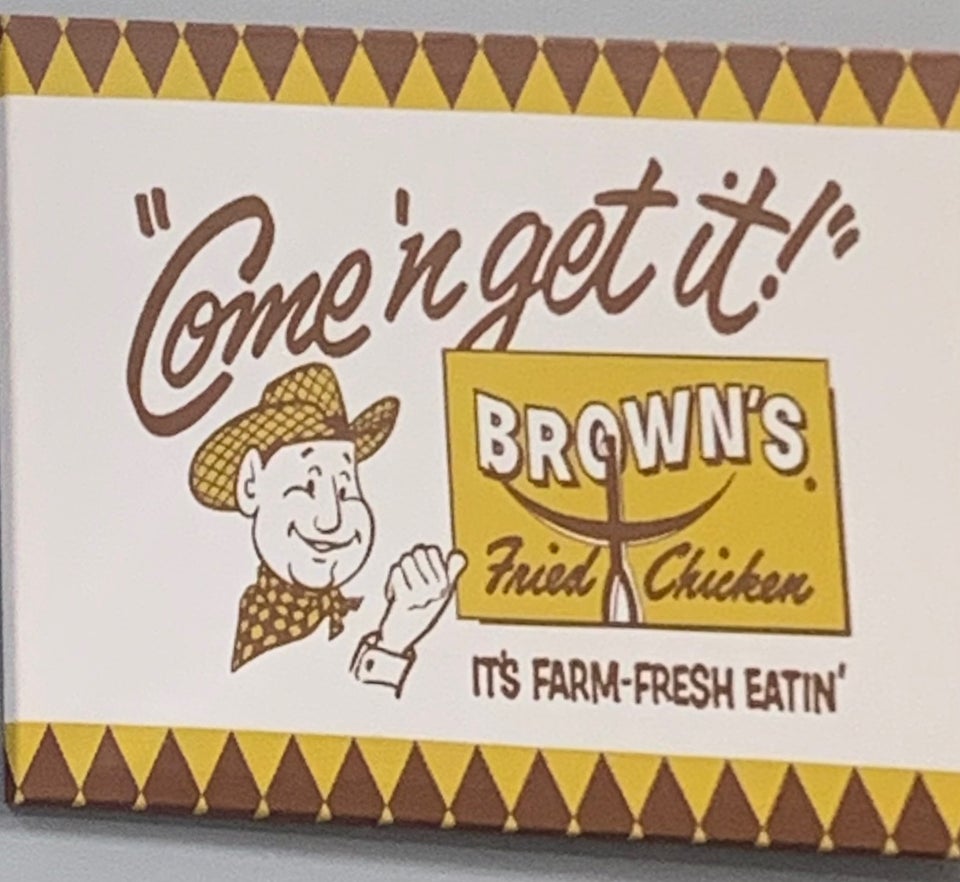 "Come 'n get it!"
BROWN'S
Fried Chicken
IT'S FARM-FRESH EATIN'